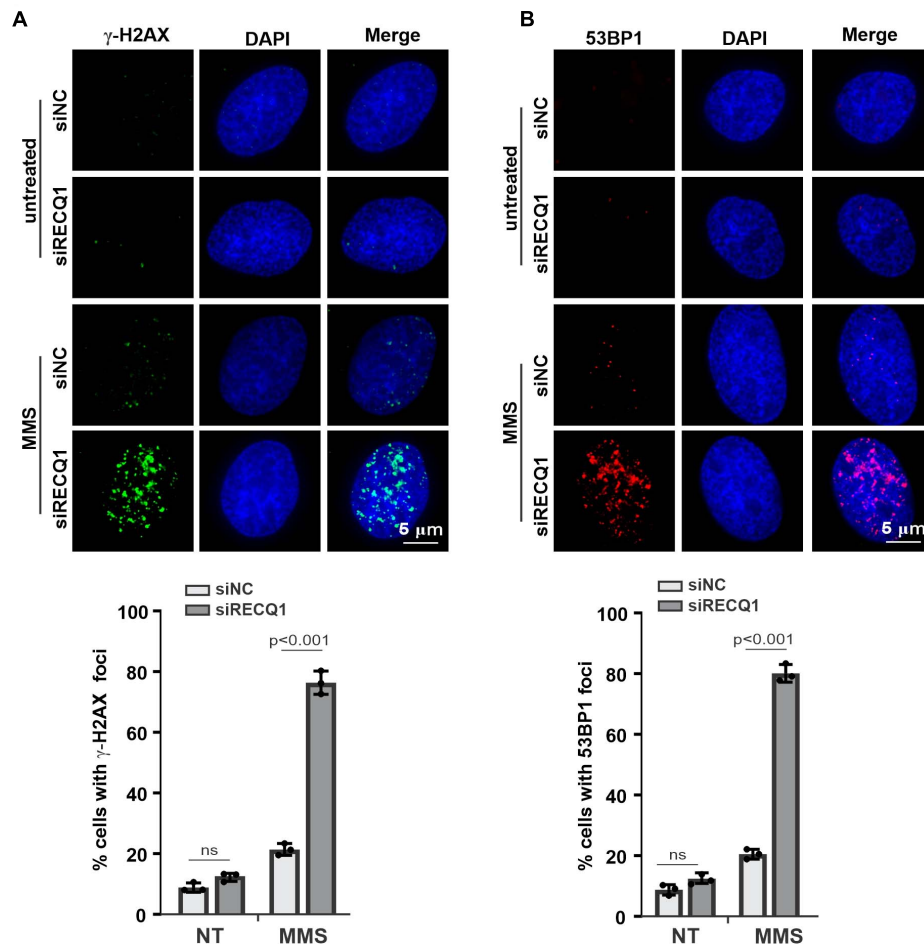 A
γ-H2AX DAPI Merge
untreated
siNC
siRECQ1
MMS
siNC
siRECQ1
5 μm
siNC
siRECQ1
% cells with γ-H2AX foci
100
80
60
40
20
0
p<0.001
ns
NT MMS
B
53BP1 DAPI Merge
untreated
siNC
siRECQ1
MMS
siNC
siRECQ1
5 μm
siNC
siRECQ1
% cells with 53BP1 foci
100
80
60
40
20
0
p<0.001
ns
NT MMS